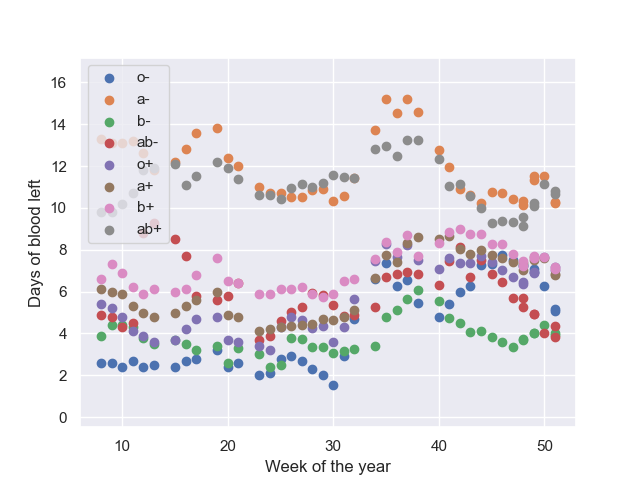 16
14
12
10
8
6
4
2
0
Days of blood left
o-
a-
b-
ab-
o+
a+
b+
ab+
10 20 30 40 50
Week of the year